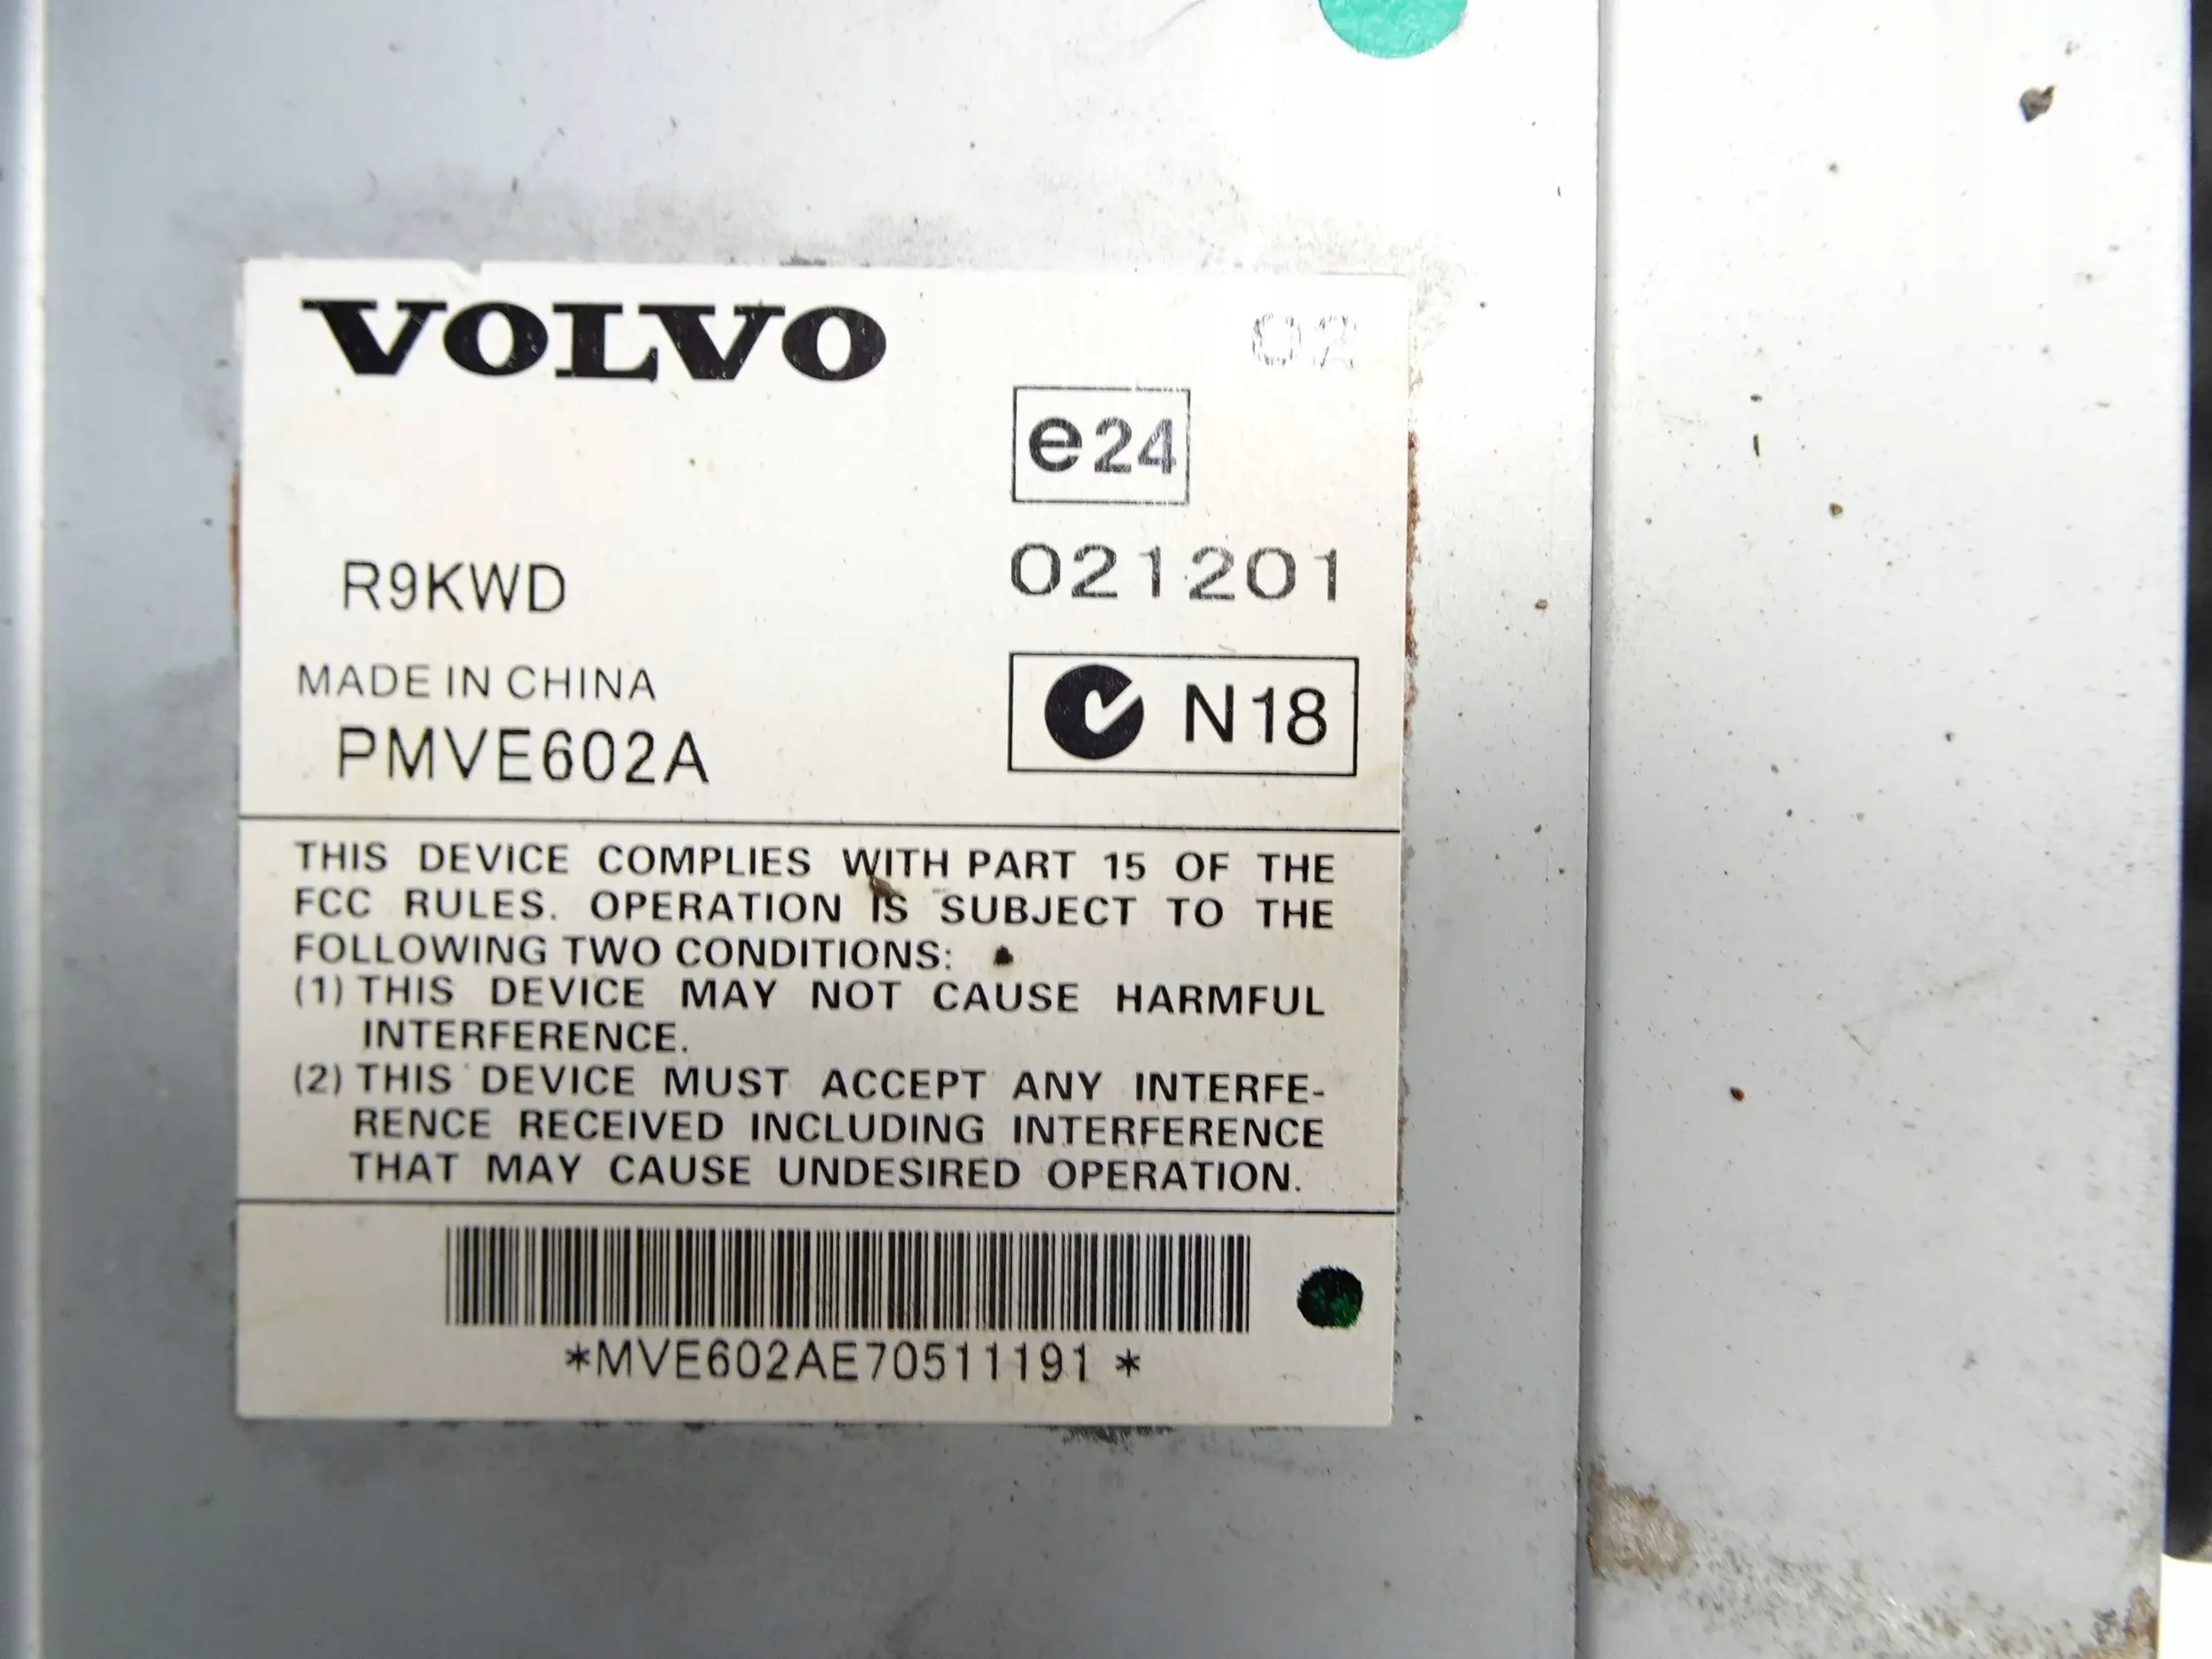 VOLVO
02
e24
R9KWD
021201
MADE IN CHINA
N18
PMVE602A
THIS DEVICE COMPLIES WITH PART 15 OF THE
FCC RULES. OPERATION IS SUBJECT TO THE
FOLLOWING TWO CONDITIONS:
(1) THIS DEVICE MAY NOT CAUSE HARMFUL
INTERFERENCE.
(2) THIS DEVICE MUST ACCEPT ANY INTERFE-
RENCE RECEIVED INCLUDING INTERFERENCE
THAT MAY CAUSE UNDESIRED OPERATION.
*MVE602AE70511191 *